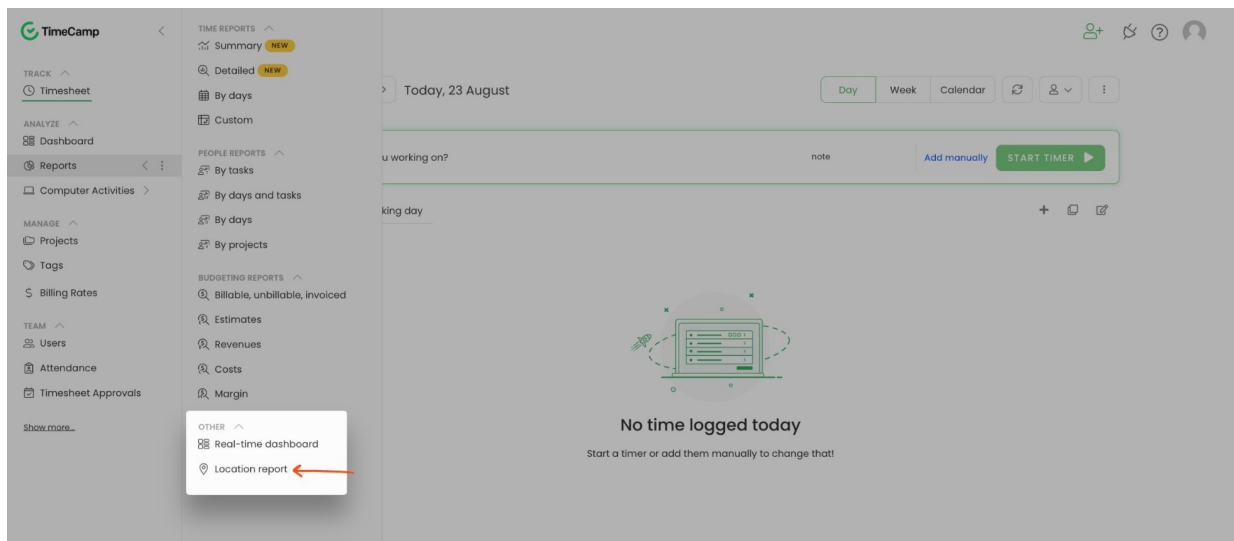 TimeCamp
TRACK
Timesheet
ANALYZE
Dashboard
Reports
Computer Activities
MANAGE
Projects
Tags
Billing Rates
TEAM
Users
Attendance
Timesheet Approvals
Show more...
TIME REPORTS
Summary NEW
Detailed NEW
By days
Custom
PEOPLE REPORTS
By tasks
By days and tasks
By days
By projects
BUDGETING REPORTS
Billable, unbillable, invoiced
Estimates
Revenues
Costs
Margin
OTHER
Real-time dashboard
Location report
Today, 23 August
Day Week Calendar
u working on? note Add manually START TIMER
king day
No time logged today
Start a timer or add them manually to change that!